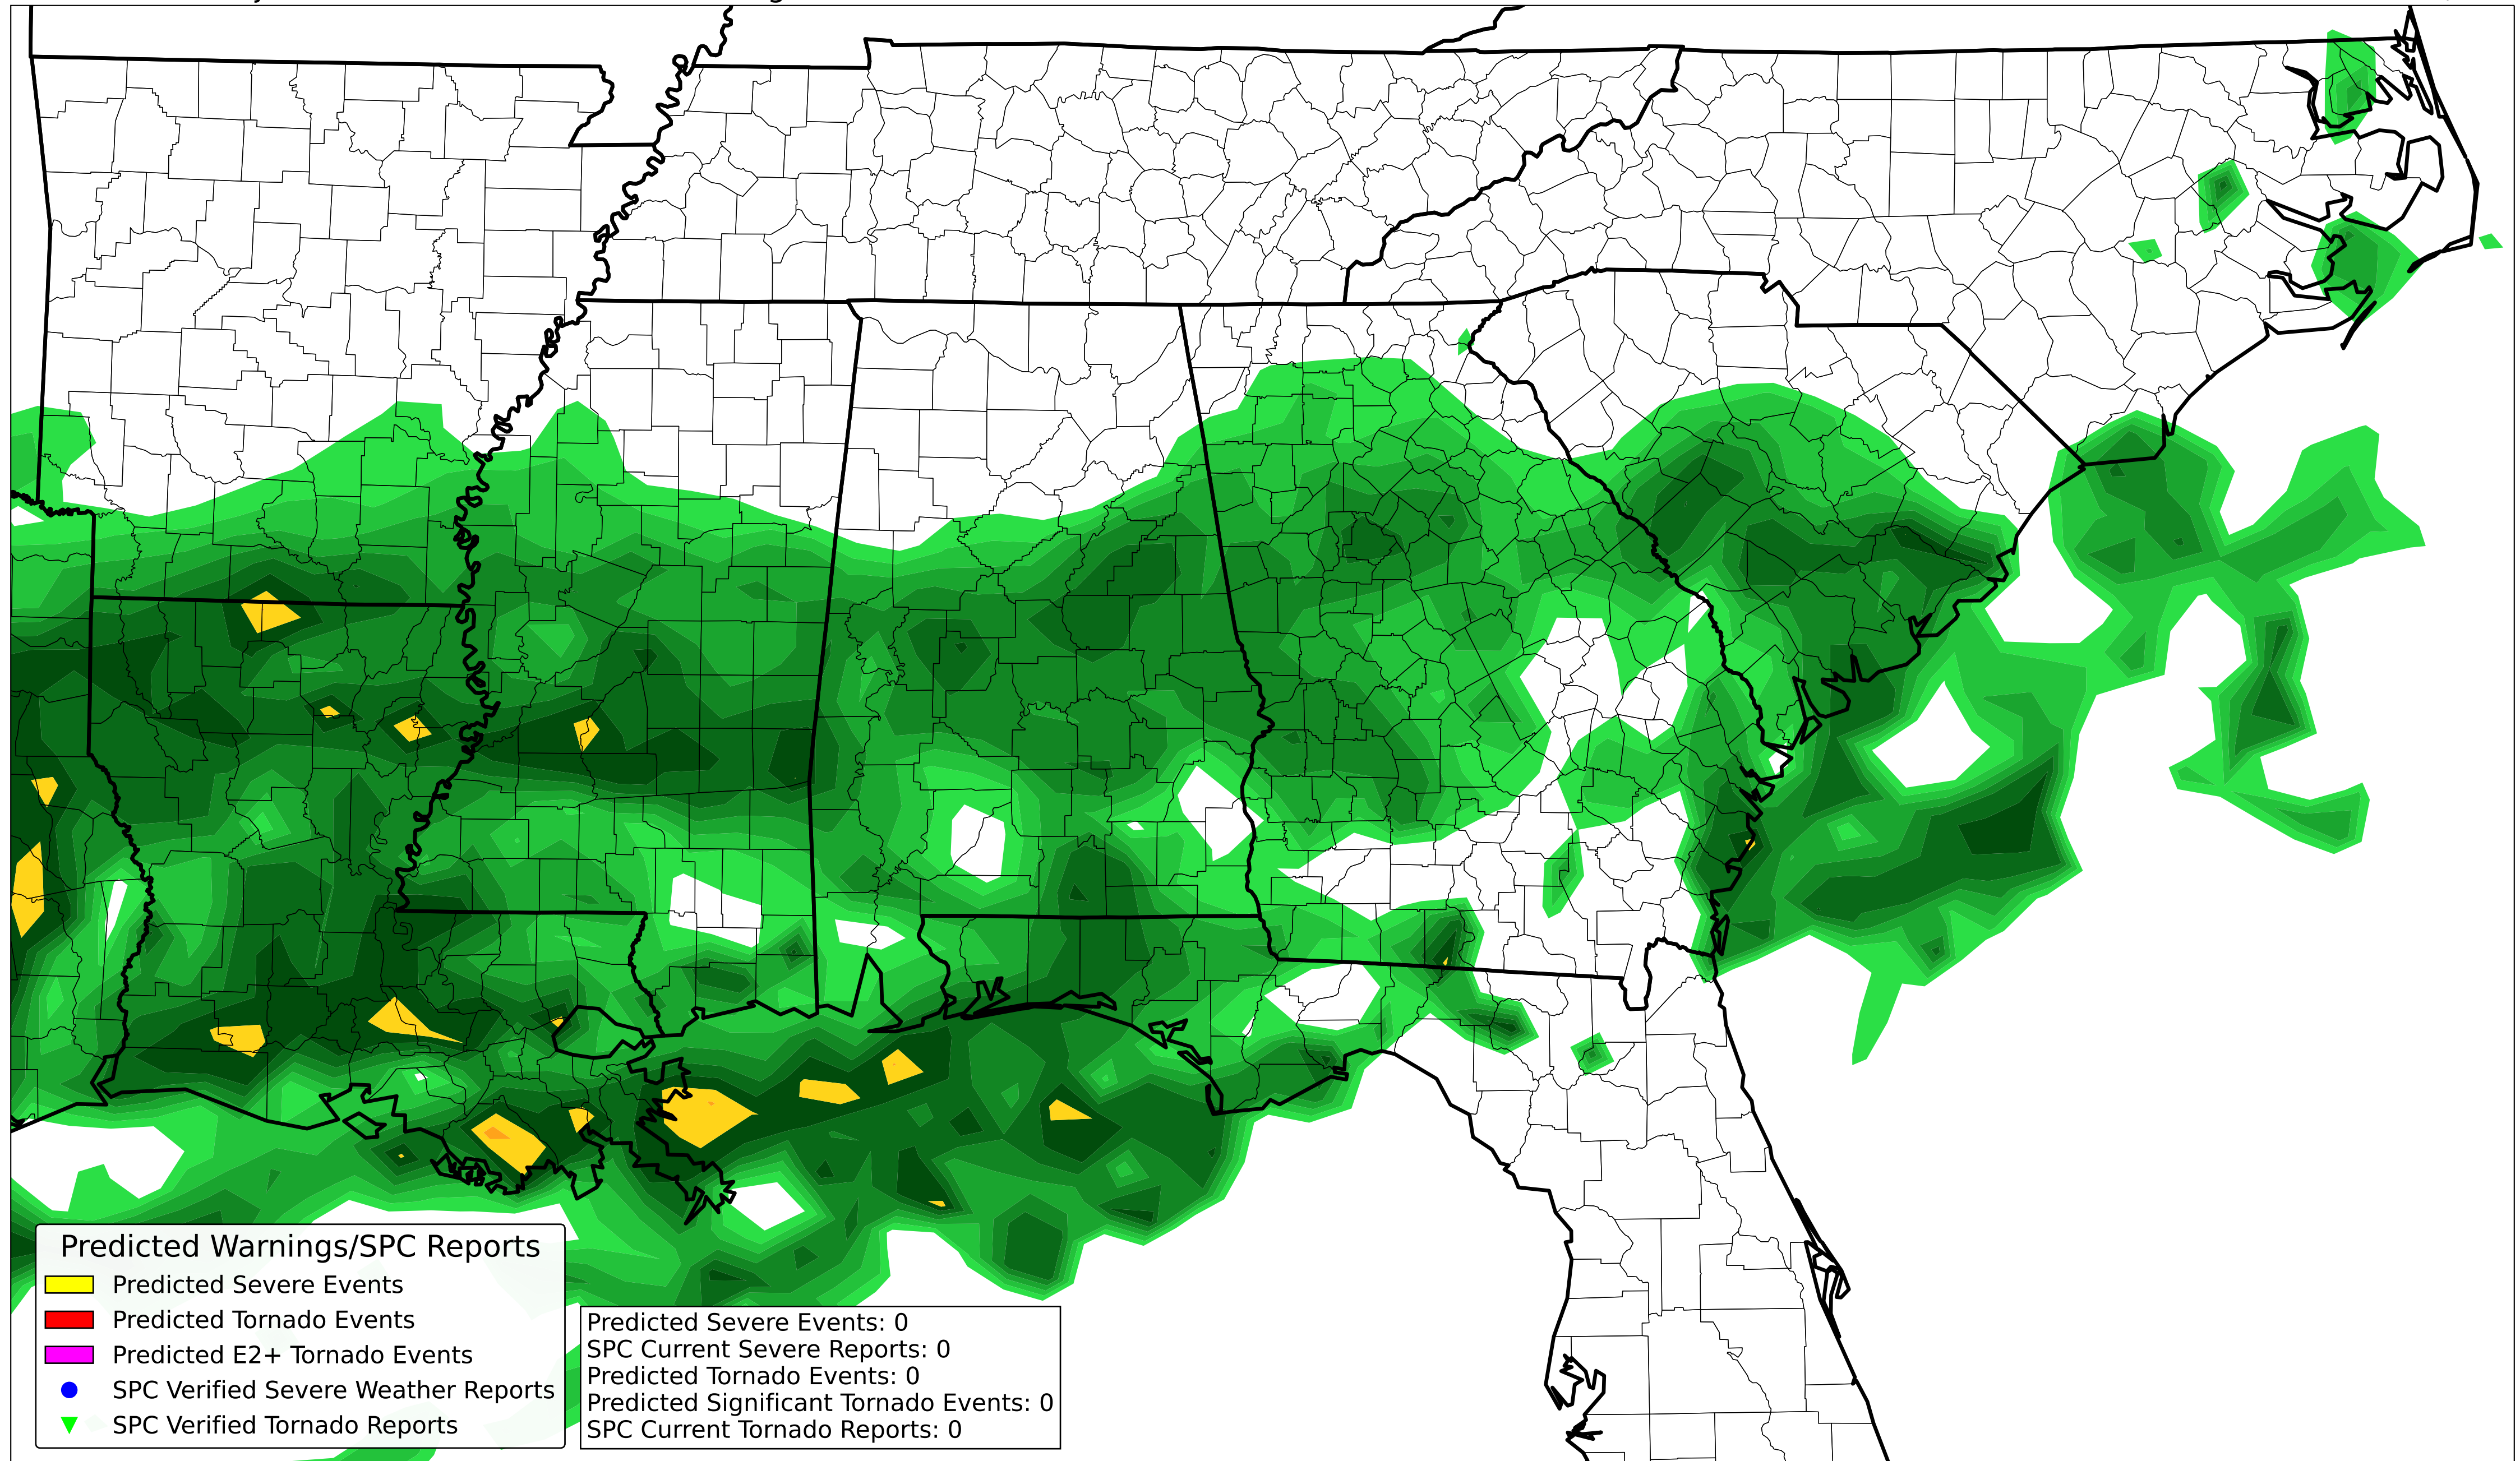 Predicted Warnings/SPC Reports
Predicted Severe Events
Predicted Tornado Events
Predicted E2+ Tornado Events
SPC Verified Severe Weather Reports
SPC Verified Tornado Reports
Predicted Severe Events: 0
SPC Current Severe Reports: 0
Predicted Tornado Events: 0
Predicted Significant Tornado Events: 0
SPC Current Tornado Reports: 0